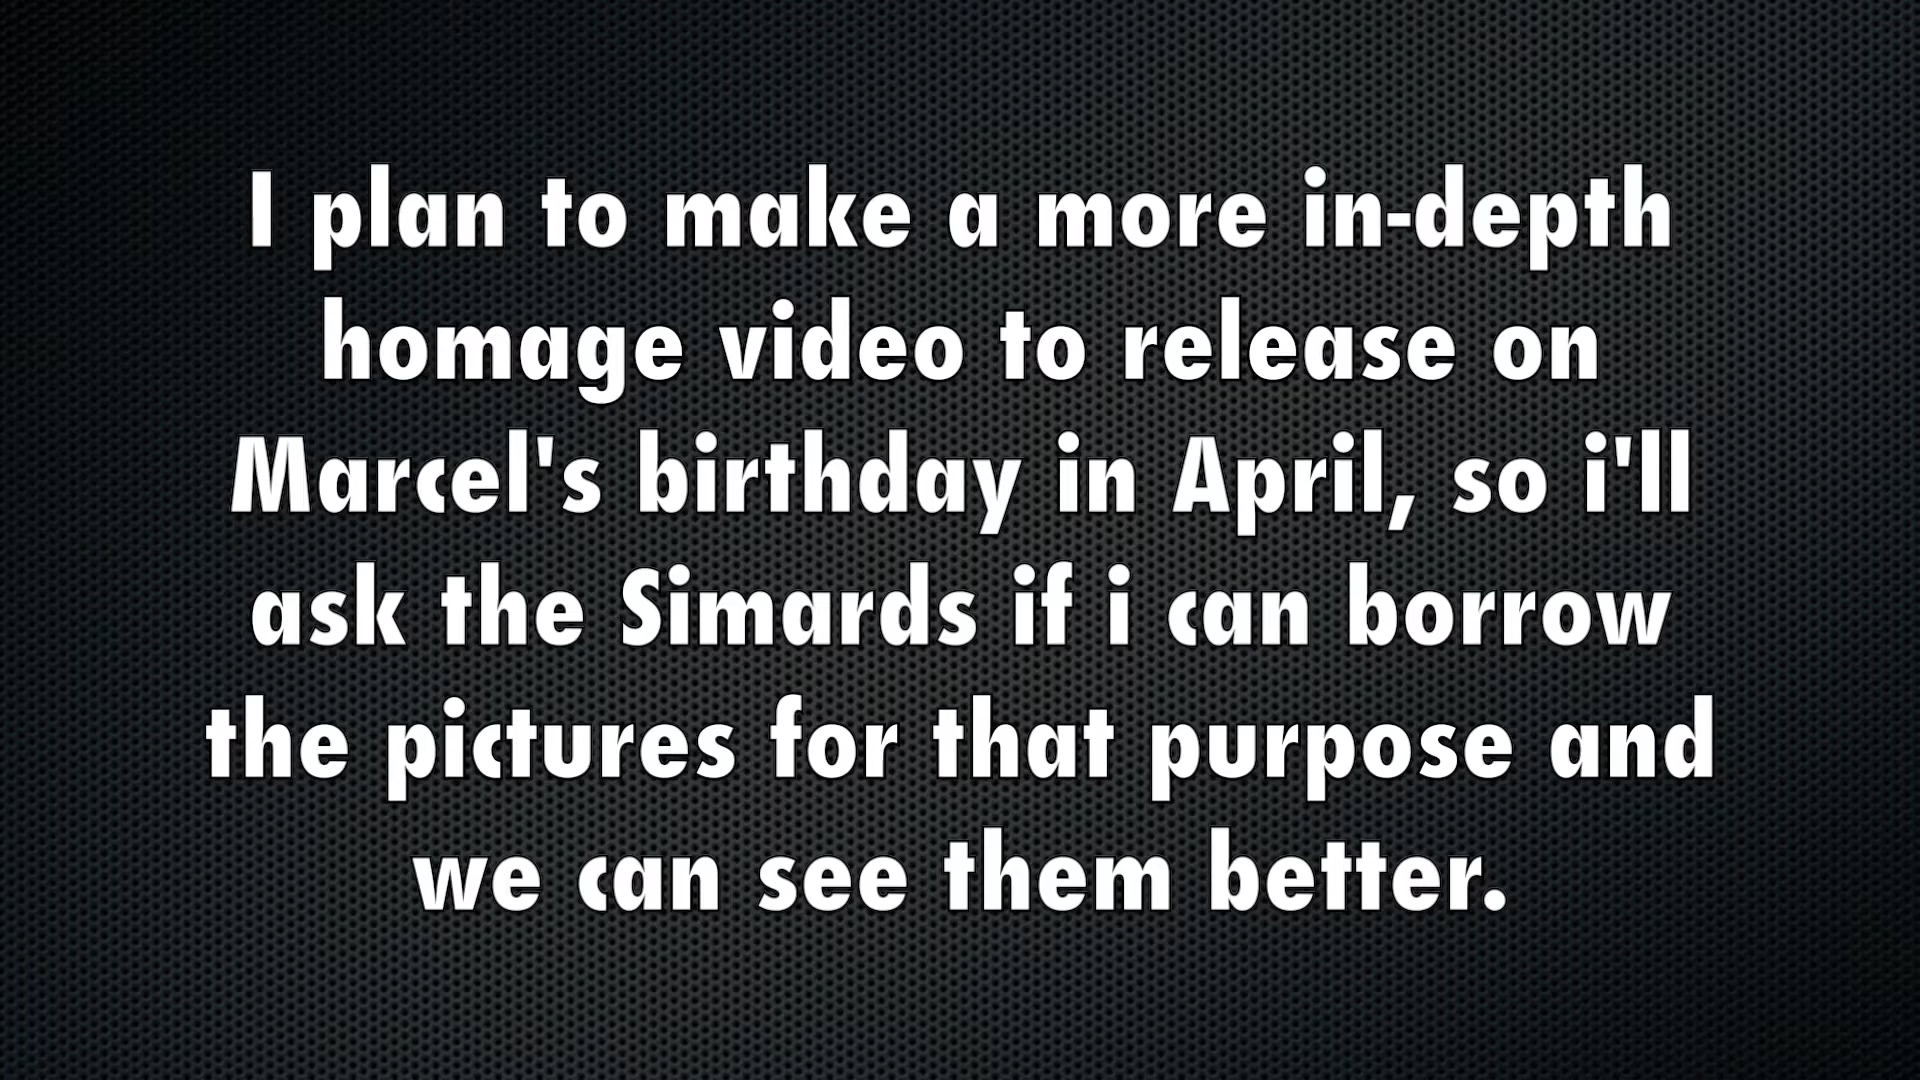 I plan to make a more in-depth
homage video to release on
Marcel's birthday in April, so i'll
ask the Simards if i can borrow
the pictures for that purpose and
we can see them better.